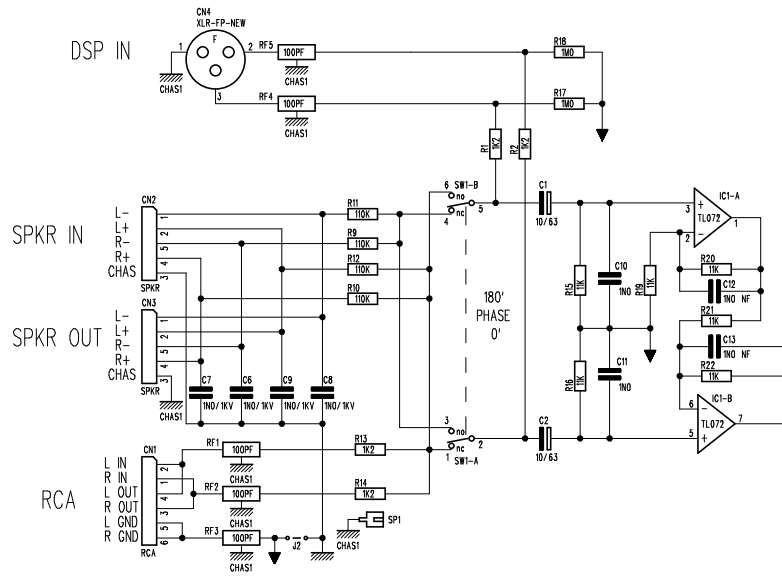 CN4
XLR-FP-NEW
DSP IN
F
1
2
3
RF5
100PF
CHAS1
CHAS1
R18
1M0
RF4
100PF
CHAS1
R17
1M0
R1
1K2
R2
1K2
SPKR IN
CN2
L-
L+
R-
R+
CHAS
1
2
5
4
3
SPKR
R11
110K
R9
110K
R12
110K
R10
110K
6
no
nc
4
5
SW1-B
C1
10/63
180'
PHASE
0'
R15
11K
C10
1N0
R19
11K
IC1-A
TL072
3
+
2
-
1
R20
11K
C12
1N0 NF
R21
11K
C13
1N0 NF
R22
11K
SPKR OUT
CN3
L-
L+
R-
R+
CHAS
1
2
5
4
3
SPKR
CHAS1
C7
1N0/1KV
C6
1N0/1KV
C9
1N0/1KV
C8
1N0/1KV
R16
11K
C11
1N0
IC1-B
TL072
6
-
5
+
7
3
no
nc
1
2
SW1-A
C2
10/63
RCA
CN1
L IN
R IN
L OUT
R OUT
L GND
R GND
2
1
4
3
5
6
RCA
RF1
100PF
CHAS1
R13
1K2
RF2
100PF
CHAS1
R14
1K2
RF3
100PF
CHAS1
J2
CHAS1
SP1